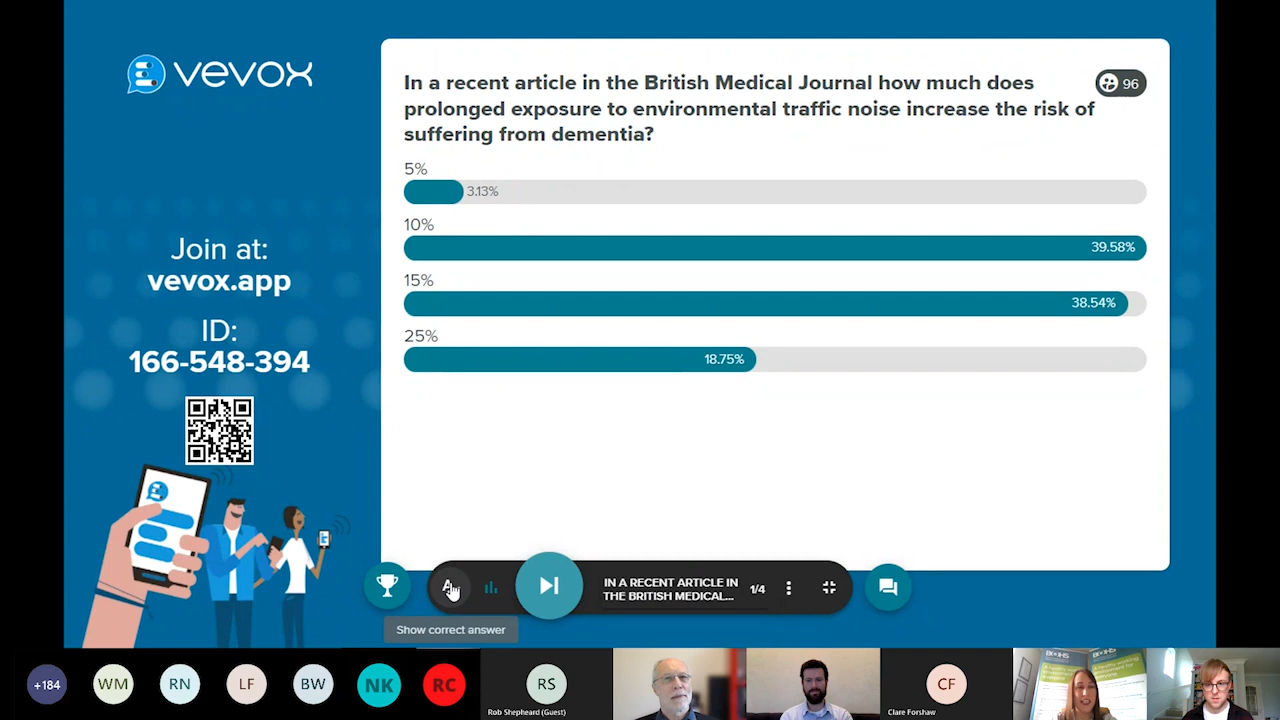 vevox
In a recent article in the British Medical Journal how much does
prolonged exposure to environmental traffic noise increase the risk of
suffering from dementia?
96
5%
3.13%
10%
39.58%
15%
38.54%
25%
18.75%
Join at:
vevox.app
ID:
166-548-394
IN A RECENT ARTICLE IN
THE BRITISH MEDICAL...
1/4
Show correct answer
+184
WM
RN
LF
BW
NK
RC
RS
Rob Shepheard (Guest)
CF
Clare Forshaw